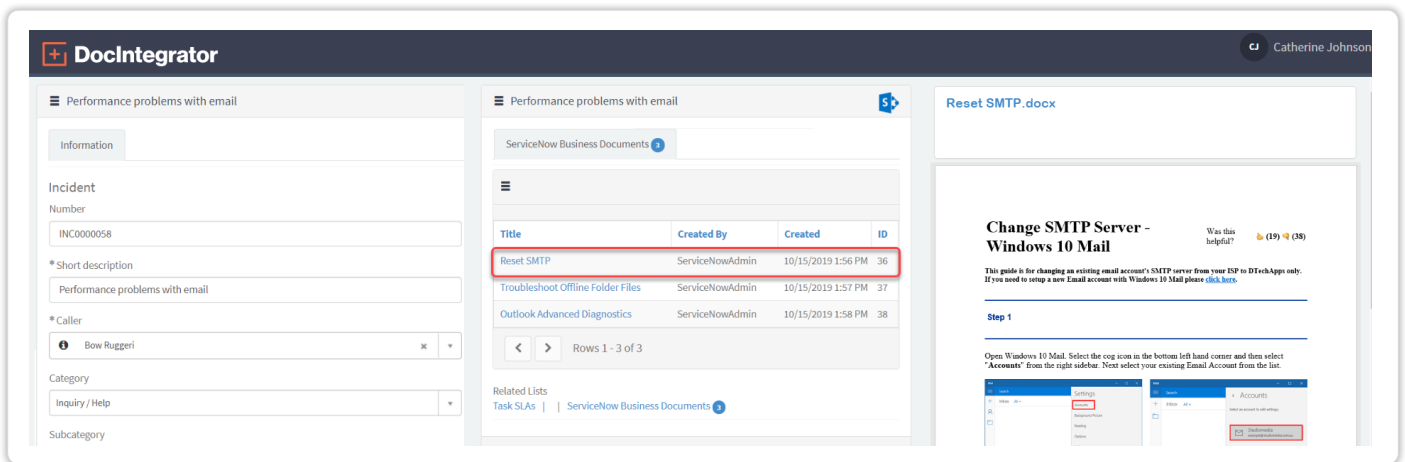 DocIntegrator
CJ Catherine Johnson
Performance problems with email
Information
Incident
Number
INC0000058
* Short description
Performance problems with email
* Caller
Bow Ruggeri
Category
Inquiry / Help
Subcategory
Performance problems with email
ServiceNow Business Documents 3
Title Created By Created ID
Reset SMTP ServiceNowAdmin 10/15/2019 1:56 PM 36
Troubleshoot Offline Folder Files ServiceNowAdmin 10/15/2019 1:57 PM 37
Outlook Advanced Diagnostics ServiceNowAdmin 10/15/2019 1:58 PM 38
Rows 1 - 3 of 3
Related Lists
Task SLAs | | ServiceNow Business Documents 3
Reset SMTP.docx
Change SMTP Server -
Windows 10 Mail
Was this
helpful?
(19) (38)
This guide is for changing an existing email account's SMTP server from your ISP to DTechApps only.
If you need to setup a new Email account with Windows 10 Mail please click here.
Step 1
Open Windows 10 Mail. Select the cog icon in the bottom left hand corner and then select
"Accounts" from the right sidebar. Next select your existing Email Account from the list.
Settings
Accounts
Accounts